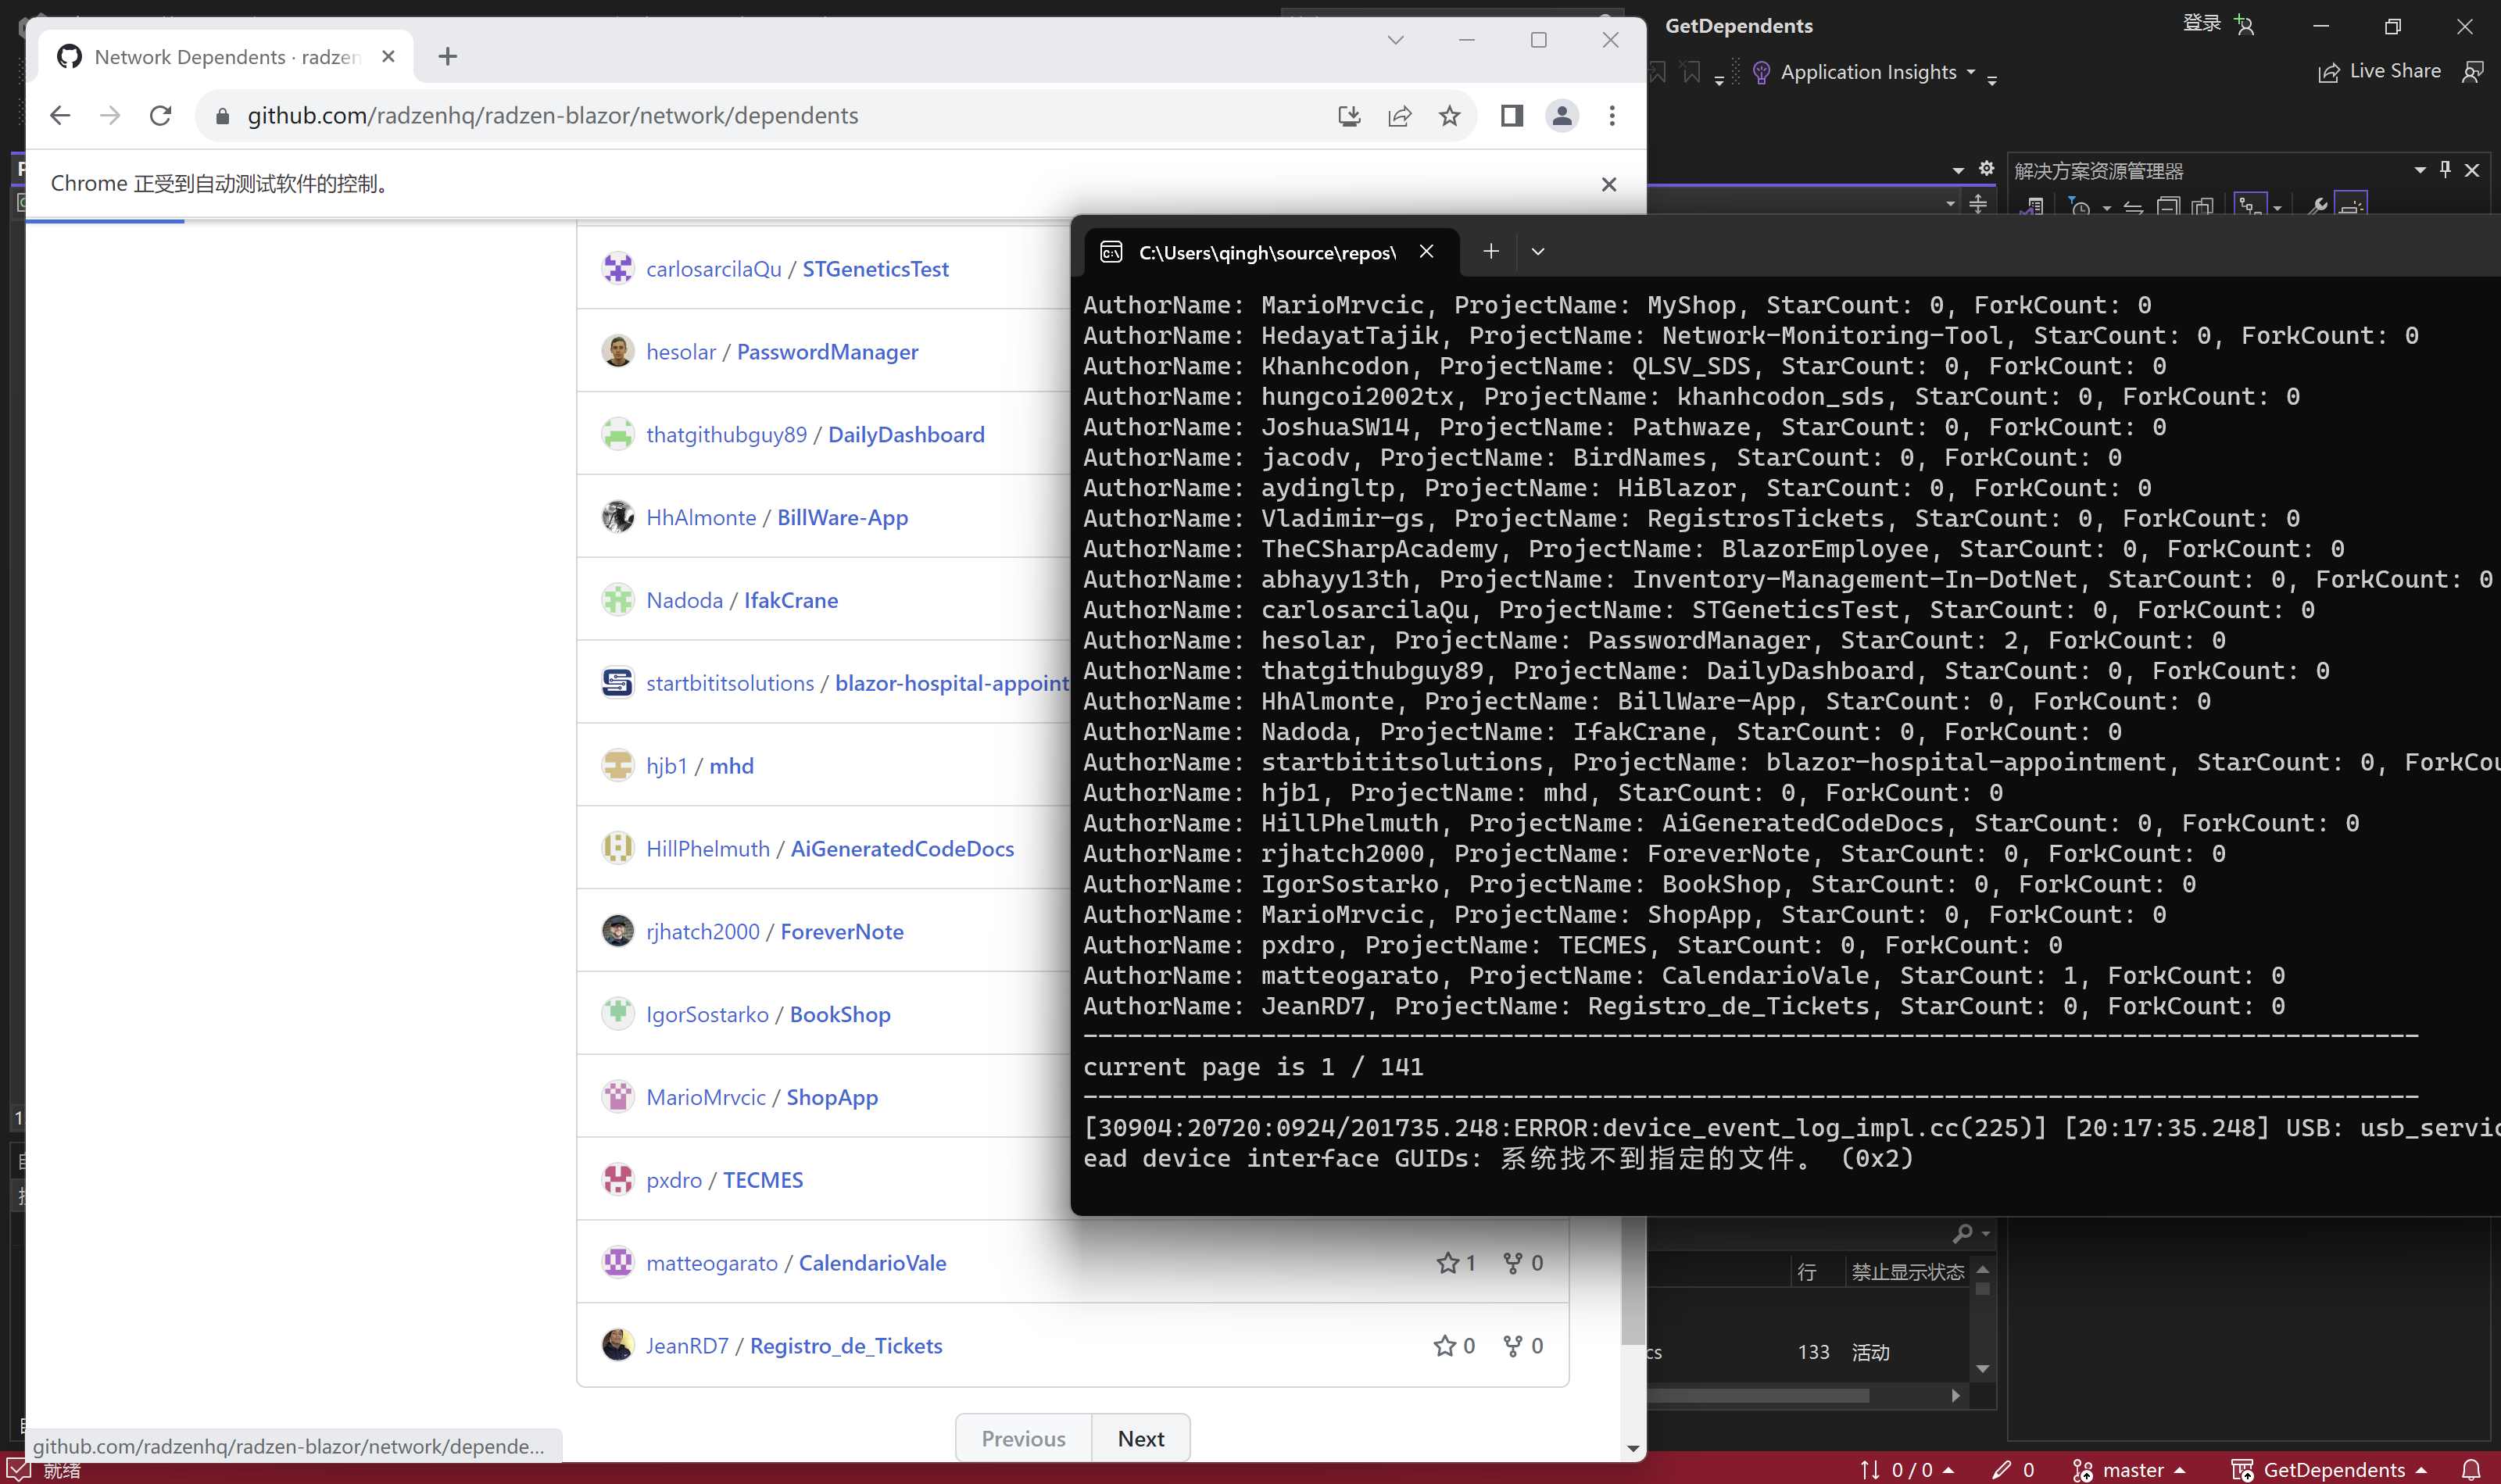 Network Dependents · radzen
GetDependents
登录
github.com/radzenhq/radzen-blazor/network/dependents
Application Insights
Live Share
Chrome 正受到自动测试软件的控制。
解决方案资源管理器
carlosarcilaQu / STGeneticsTest
hesolar / PasswordManager
thatgithubguy89 / DailyDashboard
HhAlmonte / BillWare-App
Nadoda / IfakCrane
startbititsolutions / blazor-hospital-appoint
hjb1 / mhd
HillPhelmuth / AiGeneratedCodeDocs
rjhatch2000 / ForeverNote
IgorSostarko / BookShop
MarioMrvcic / ShopApp
pxdro / TECMES
matteogarato / CalendarioVale 1 0
JeanRD7 / Registro_de_Tickets 0 0
Previous Next
github.com/radzenhq/radzen-blazor/network/depende...
C:\Users\qingh\source\repos\
AuthorName: MarioMrvcic, ProjectName: MyShop, StarCount: 0, ForkCount: 0
AuthorName: HedayatTajik, ProjectName: Network-Monitoring-Tool, StarCount: 0, ForkCount: 0
AuthorName: Khanhcodon, ProjectName: QLSV_SDS, StarCount: 0, ForkCount: 0
AuthorName: hungcoi2002tx, ProjectName: khanhcodon_sds, StarCount: 0, ForkCount: 0
AuthorName: JoshuaSW14, ProjectName: Pathwaze, StarCount: 0, ForkCount: 0
AuthorName: jacodv, ProjectName: BirdNames, StarCount: 0, ForkCount: 0
AuthorName: aydingltp, ProjectName: HiBlazor, StarCount: 0, ForkCount: 0
AuthorName: Vladimir-gs, ProjectName: RegistrosTickets, StarCount: 0, ForkCount: 0
AuthorName: TheCSharpAcademy, ProjectName: BlazorEmployee, StarCount: 0, ForkCount: 0
AuthorName: abhayy13th, ProjectName: Inventory-Management-In-DotNet, StarCount: 0, ForkCount: 0
AuthorName: carlosarcilaQu, ProjectName: STGeneticsTest, StarCount: 0, ForkCount: 0
AuthorName: hesolar, ProjectName: PasswordManager, StarCount: 2, ForkCount: 0
AuthorName: thatgithubguy89, ProjectName: DailyDashboard, StarCount: 0, ForkCount: 0
AuthorName: HhAlmonte, ProjectName: BillWare-App, StarCount: 0, ForkCount: 0
AuthorName: Nadoda, ProjectName: IfakCrane, StarCount: 0, ForkCount: 0
AuthorName: startbititsolutions, ProjectName: blazor-hospital-appointment, StarCount: 0, ForkCou
AuthorName: hjb1, ProjectName: mhd, StarCount: 0, ForkCount: 0
AuthorName: HillPhelmuth, ProjectName: AiGeneratedCodeDocs, StarCount: 0, ForkCount: 0
AuthorName: rjhatch2000, ProjectName: ForeverNote, StarCount: 0, ForkCount: 0
AuthorName: IgorSostarko, ProjectName: BookShop, StarCount: 0, ForkCount: 0
AuthorName: MarioMrvcic, ProjectName: ShopApp, StarCount: 0, ForkCount: 0
AuthorName: pxdro, ProjectName: TECMES, StarCount: 0, ForkCount: 0
AuthorName: matteogarato, ProjectName: CalendarioVale, StarCount: 1, ForkCount: 0
AuthorName: JeanRD7, ProjectName: Registro_de_Tickets, StarCount: 0, ForkCount: 0
------------------------------------------------------------------------------------------
current page is 1 / 141
------------------------------------------------------------------------------------------
[30904:20720:0924/201735.248:ERROR:device_event_log_impl.cc(225)] [20:17:35.248] USB: usb_servic
ead device interface GUIDs: 系统找不到指定的文件。 (0x2)
行 禁止显示状态
cs 133 活动
就绪 0 / 0 0 master GetDependents